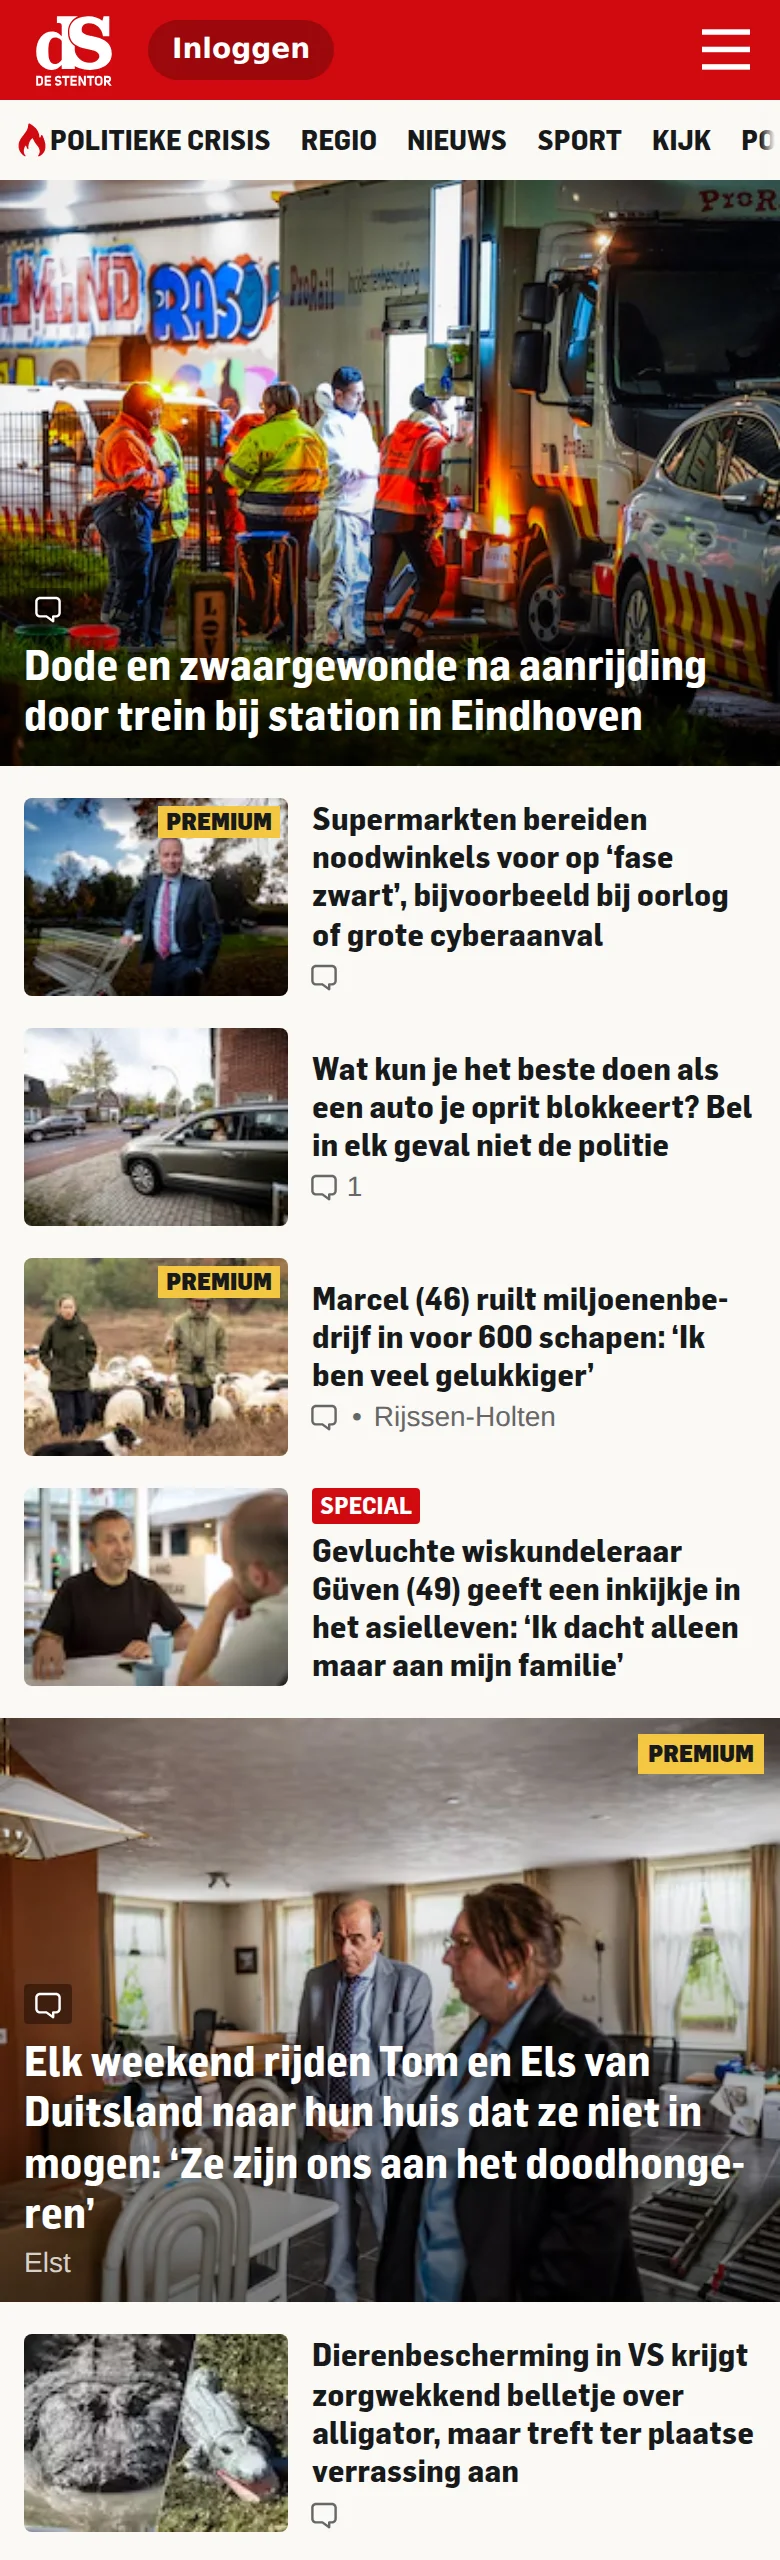 dS
DE STENTOR
Inloggen
POLITIEKE CRISIS REGIO NIEUWS SPORT KIJK PO
MIND RASO
ProRail
ProR
LOV
Dode en zwaargewonde na aanrijding
door trein bij station in Eindhoven
PREMIUM
Supermarkten bereiden
noodwinkels voor op ‘fase
zwart’, bijvoorbeeld bij oorlog
of grote cyberaanval
Wat kun je het beste doen als
een auto je oprit blokkeert? Bel
in elk geval niet de politie
1
PREMIUM
Marcel (46) ruilt miljoenenbe-
drijf in voor 600 schapen: ‘Ik
ben veel gelukkiger’
• Rijssen-Holten
SPECIAL
Gevluchte wiskundeleraar
Güven (49) geeft een inkijkje in
het asielleven: ‘Ik dacht alleen
maar aan mijn familie’
PREMIUM
Elk weekend rijden Tom en Els van
Duitsland naar hun huis dat ze niet in
mogen: ‘Ze zijn ons aan het doodhonge-
ren’
Elst
Dierenbescherming in VS krijgt
zorgwekkend belletje over
alligator, maar treft ter plaatse
verrassing aan